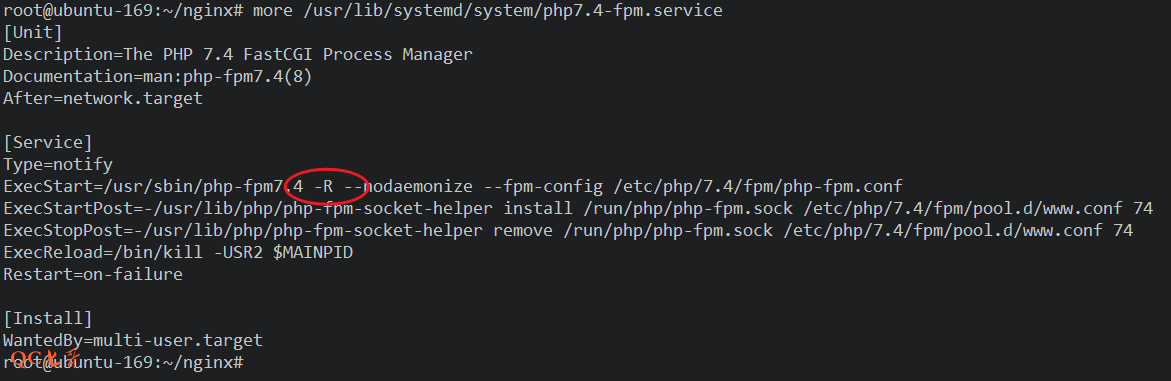 root@ubuntu-169:~/nginx# more /usr/lib/systemd/system/php7.4-fpm.service
[Unit]
Description=The PHP 7.4 FastCGI Process Manager
Documentation=man:php-fpm7.4(8)
After=network.target
[Service]
Type=notify
ExecStart=/usr/sbin/php-fpm7.4 -R --nodaemonize --fpm-config /etc/php/7.4/fpm/php-fpm.conf
ExecStartPost=-/usr/lib/php/php-fpm-socket-helper install /run/php/php-fpm.sock /etc/php/7.4/fpm/pool.d/www.conf 74
ExecStopPost=-/usr/lib/php/php-fpm-socket-helper remove /run/php/php-fpm.sock /etc/php/7.4/fpm/pool.d/www.conf 74
ExecReload=/bin/kill -USR2 $MAINPID
Restart=on-failure
[Install]
WantedBy=multi-user.target
root@ubuntu-169:~/nginx#